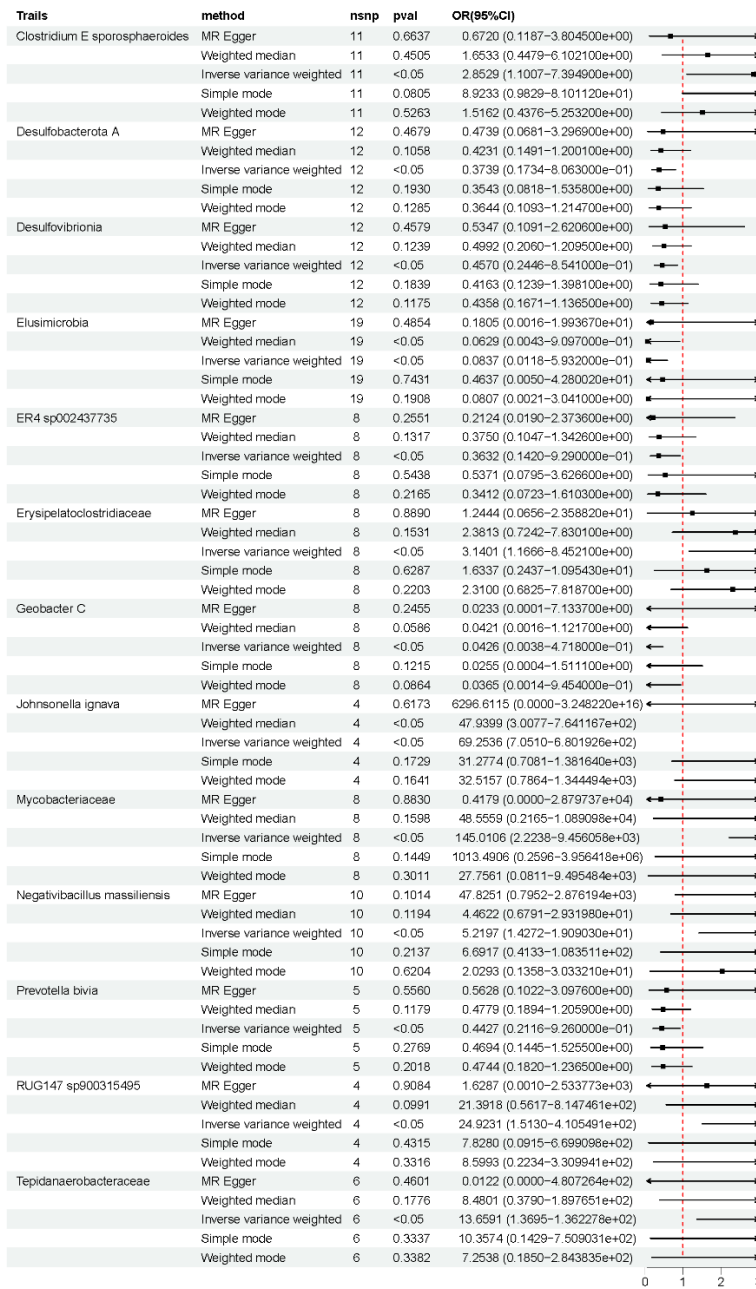 Trails method nsnp pval OR(95%CI)
Clostridium E sporosphaeroides MR Egger 11 0.6637 0.6720 (0.1187−3.804500e+00)
Weighted median 11 0.4505 1.6533 (0.4479−6.102100e+00)
Inverse variance weighted 11 <0.05 2.8529 (1.1007−7.394900e+00)
Simple mode 11 0.0805 8.9233 (0.9829−8.101120e+01)
Weighted mode 11 0.5263 1.5162 (0.4376−5.253200e+00)
Desulfobacterota A MR Egger 12 0.4679 0.4739 (0.0681−3.296900e+00)
Weighted median 12 0.1058 0.4231 (0.1491−1.200100e+00)
Inverse variance weighted 12 <0.05 0.3739 (0.1734−8.063000e−01)
Simple mode 12 0.1930 0.3543 (0.0818−1.535800e+00)
Weighted mode 12 0.1285 0.3644 (0.1093−1.214700e+00)
Desulfovibrionia MR Egger 12 0.4579 0.5347 (0.1091−2.620600e+00)
Weighted median 12 0.1239 0.4992 (0.2060−1.209500e+00)
Inverse variance weighted 12 <0.05 0.4570 (0.2446−8.541000e−01)
Simple mode 12 0.1839 0.4163 (0.1239−1.398100e+00)
Weighted mode 12 0.1175 0.4358 (0.1671−1.136500e+00)
Elusimicrobia MR Egger 19 0.4854 0.1805 (0.0016−1.993670e+01)
Weighted median 19 <0.05 0.0629 (0.0043−9.097000e−01)
Inverse variance weighted 19 <0.05 0.0837 (0.0118−5.932000e−01)
Simple mode 19 0.7431 0.4637 (0.0050−4.280020e+01)
Weighted mode 19 0.1908 0.0807 (0.0021−3.041000e+00)
ER4 sp002437735 MR Egger 8 0.2551 0.2124 (0.0190−2.373600e+00)
Weighted median 8 0.1317 0.3750 (0.1047−1.342600e+00)
Inverse variance weighted 8 <0.05 0.3632 (0.1420−9.290000e−01)
Simple mode 8 0.5438 0.5371 (0.0795−3.626600e+00)
Weighted mode 8 0.2165 0.3412 (0.0723−1.610300e+00)
Erysipelatoclostridiaceae MR Egger 8 0.8890 1.2444 (0.0656−2.358820e+01)
Weighted median 8 0.1531 2.3813 (0.7242−7.830100e+00)
Inverse variance weighted 8 <0.05 3.1401 (1.1666−8.452100e+00)
Simple mode 8 0.6287 1.6337 (0.2437−1.095430e+01)
Weighted mode 8 0.2203 2.3100 (0.6825−7.818700e+00)
Geobacter C MR Egger 8 0.2455 0.0233 (0.0001−7.133700e+00)
Weighted median 8 0.0586 0.0421 (0.0016−1.121700e+00)
Inverse variance weighted 8 <0.05 0.0426 (0.0038−4.718000e−01)
Simple mode 8 0.1215 0.0255 (0.0004−1.511100e+00)
Weighted mode 8 0.0864 0.0365 (0.0014−9.454000e−01)
Johnsonella ignava MR Egger 4 0.6173 6296.6115 (0.0000−3.248220e+16)
Weighted median 4 <0.05 47.9399 (3.0077−7.641167e+02)
Inverse variance weighted 4 <0.05 69.2536 (7.0510−6.801926e+02)
Simple mode 4 0.1729 31.2774 (0.7081−1.381640e+03)
Weighted mode 4 0.1641 32.5157 (0.7864−1.344494e+03)
Mycobacteriaceae MR Egger 8 0.8830 0.4179 (0.0000−2.879737e+04)
Weighted median 8 0.1598 48.5559 (0.2165−1.089098e+04)
Inverse variance weighted 8 <0.05 145.0106 (2.2238−9.456058e+03)
Simple mode 8 0.1449 1013.4906 (0.2596−3.956418e+06)
Weighted mode 8 0.3011 27.7561 (0.0811−9.495484e+03)
Negativibacillus massiliensis MR Egger 10 0.1014 47.8251 (0.7952−2.876194e+03)
Weighted median 10 0.1194 4.4622 (0.6791−2.931980e+01)
Inverse variance weighted 10 <0.05 5.2197 (1.4272−1.909030e+01)
Simple mode 10 0.2137 6.6917 (0.4133−1.083511e+02)
Weighted mode 10 0.6204 2.0293 (0.1358−3.033210e+01)
Prevotella bivia MR Egger 5 0.5560 0.5628 (0.1022−3.097600e+00)
Weighted median 5 0.1179 0.4779 (0.1894−1.205900e+00)
Inverse variance weighted 5 <0.05 0.4427 (0.2116−9.260000e−01)
Simple mode 5 0.2769 0.4694 (0.1445−1.525500e+00)
Weighted mode 5 0.2018 0.4744 (0.1820−1.236500e+00)
RUG147 sp900315495 MR Egger 4 0.9084 1.6287 (0.0010−2.533773e+03)
Weighted median 4 0.0991 21.3918 (0.5617−8.147461e+02)
Inverse variance weighted 4 <0.05 24.9231 (1.5130−4.105491e+02)
Simple mode 4 0.4315 7.8280 (0.0915−6.699098e+02)
Weighted mode 4 0.3316 8.5993 (0.2234−3.309941e+02)
Tepidanaerobacteraceae MR Egger 6 0.4601 0.0122 (0.0000−4.807264e+02)
Weighted median 6 0.1776 8.4801 (0.3790−1.897651e+02)
Inverse variance weighted 6 <0.05 13.6591 (1.3695−1.362278e+02)
Simple mode 6 0.3337 10.3574 (0.1429−7.509031e+02)
Weighted mode 6 0.3382 7.2538 (0.1850−2.843835e+02)
0 1 2